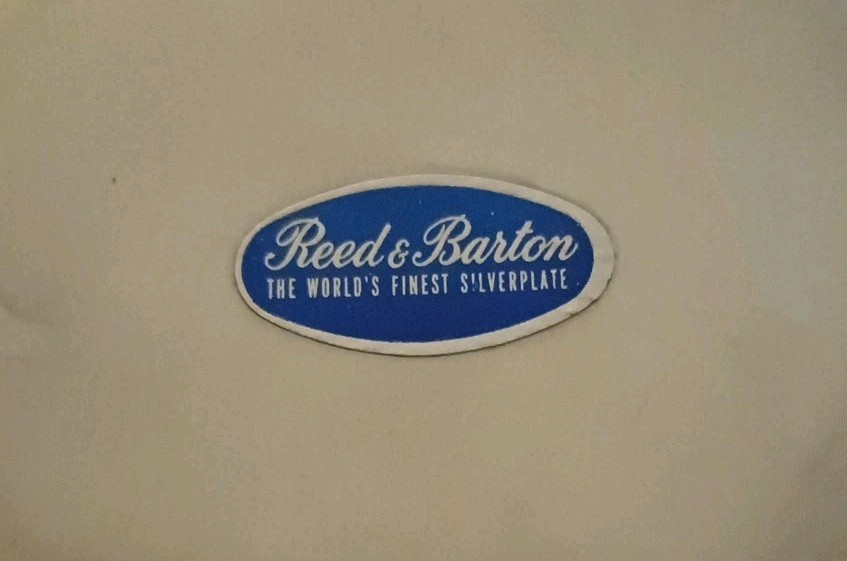 Reed & Barton
THE WORLD'S FINEST SILVERPLATE